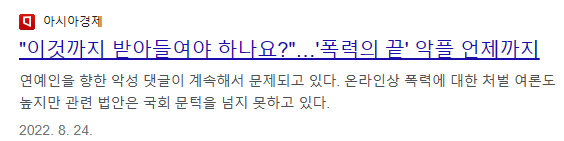 아시아경제
"이것까지 받아들여야 하나요?"…'폭력의 끝' 악플 언제까지
연예인을 향한 악성 댓글이 계속해서 문제되고 있다. 온라인상 폭력에 대한 처벌 여론도
높지만 관련 법안은 국회 문턱을 넘지 못하고 있다.
2022. 8. 24.